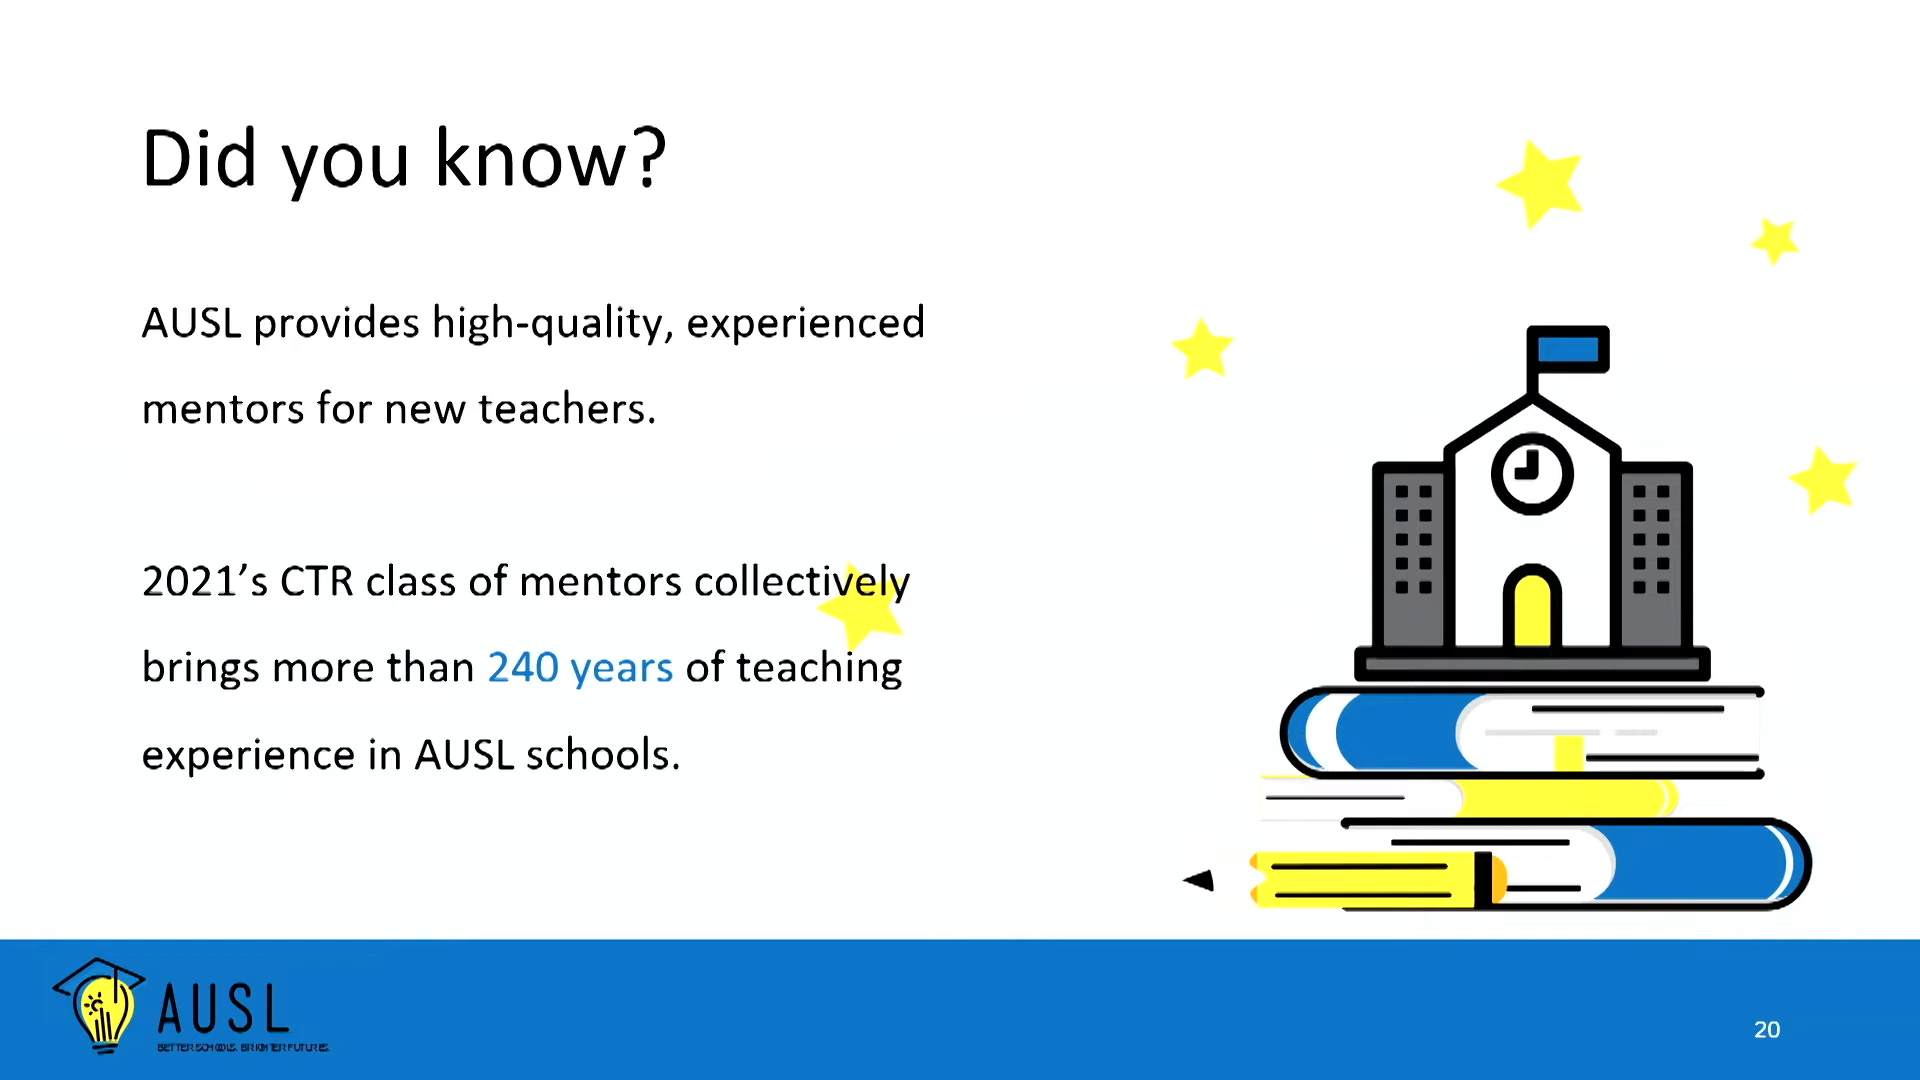 Did you know?
AUSL provides high-quality, experienced
mentors for new teachers.
2021’s CTR class of mentors collectively
brings more than 240 years of teaching
experience in AUSL schools.
AUSL
BETTER SCHOOLS. BRIGHTER FUTURES.
20